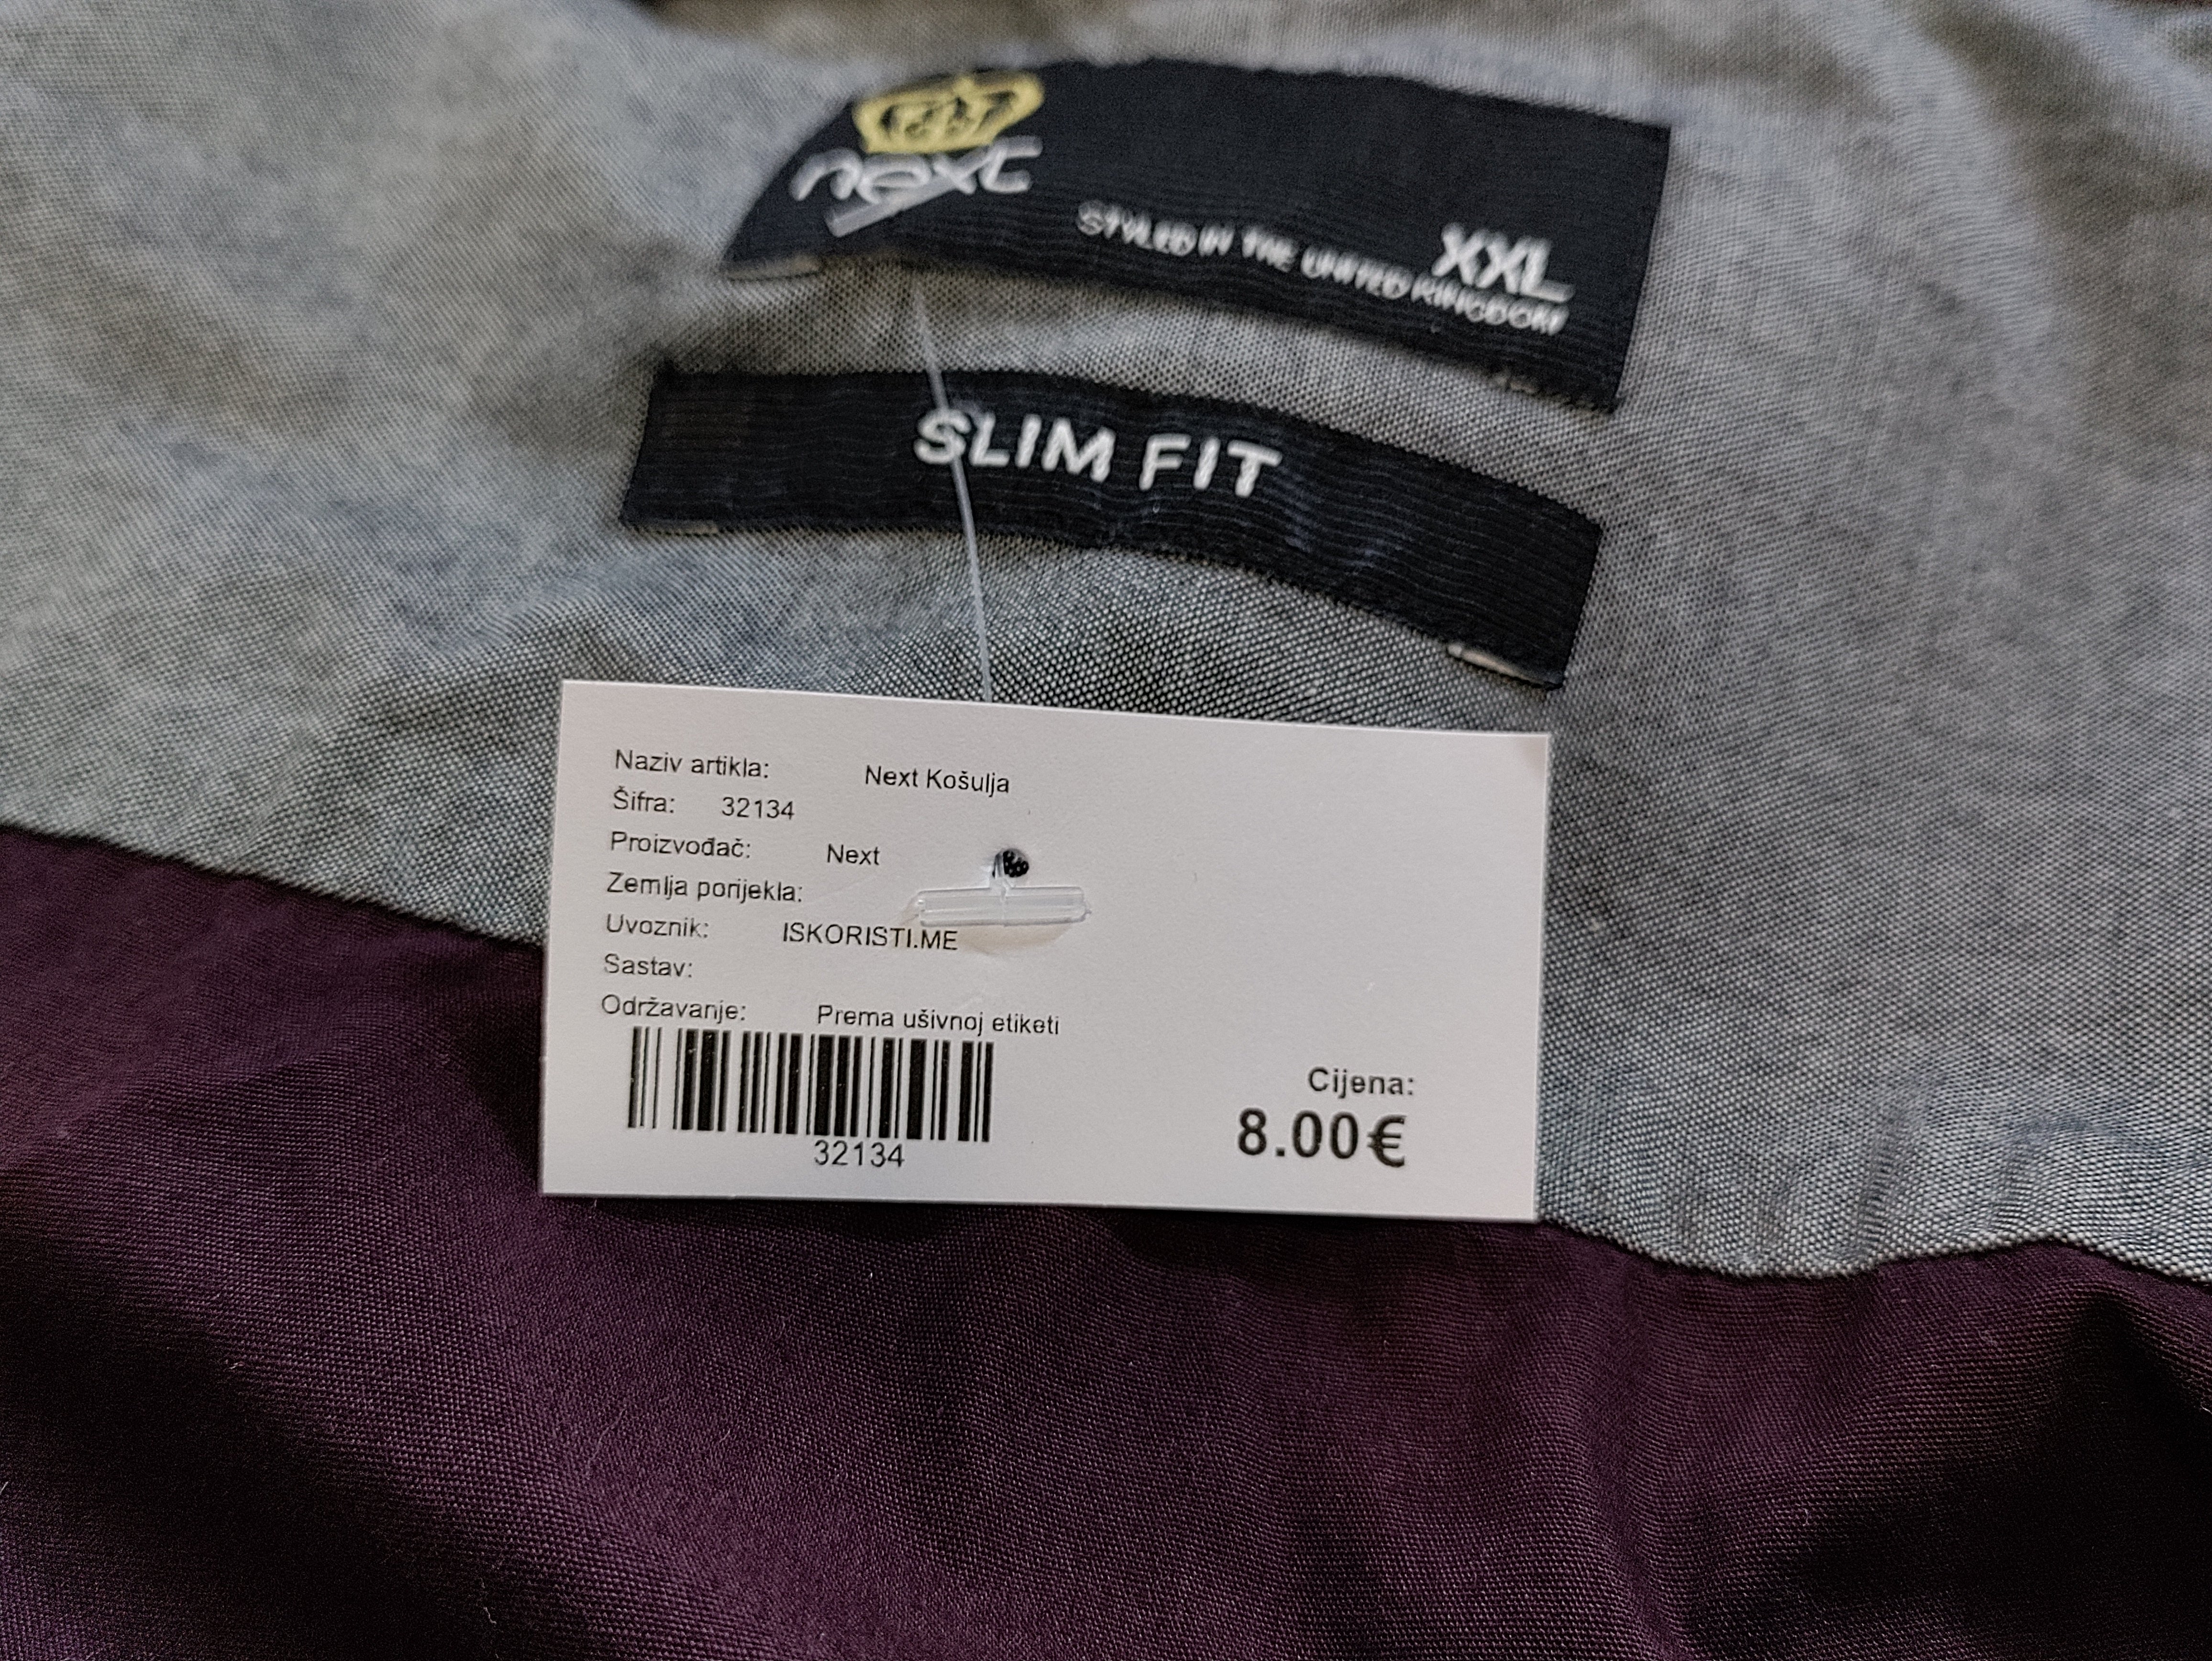 next
XXL
STYLED IN THE UNITED KINGDOM
SLIM FIT
Naziv artikla: Next Košulja
Šifra: 32134
Proizvođač: Next
Zemlja porijekla:
Uvoznik: ISKORISTI.ME
Sastav:
Održavanje: Prema ušivnoj etiketi
32134
Cijena:
8.00€